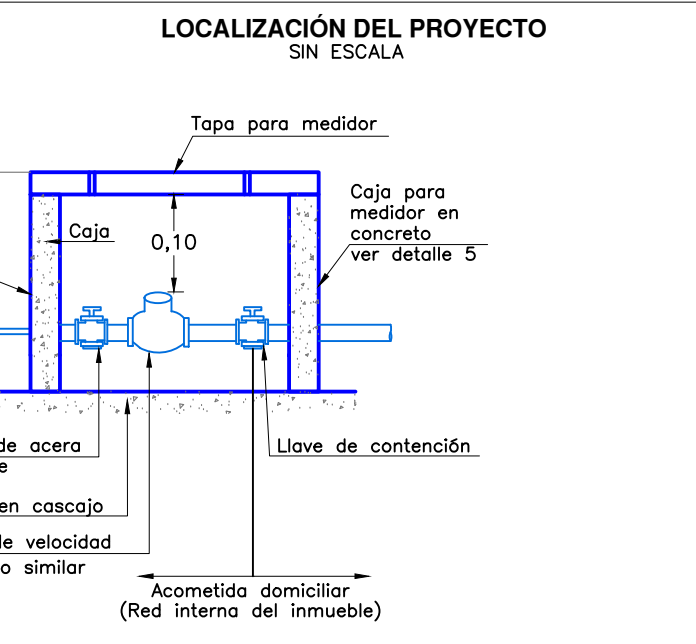 LOCALIZACIÓN DEL PROYECTO
SIN ESCALA
Tapa para medidor
Caja para
medidor en
concreto
ver detalle 5
Caja
0,10
de acera
e
Llave de contención
en cascajo
de velocidad
o similar
Acometida domiciliar
(Red interna del inmueble)